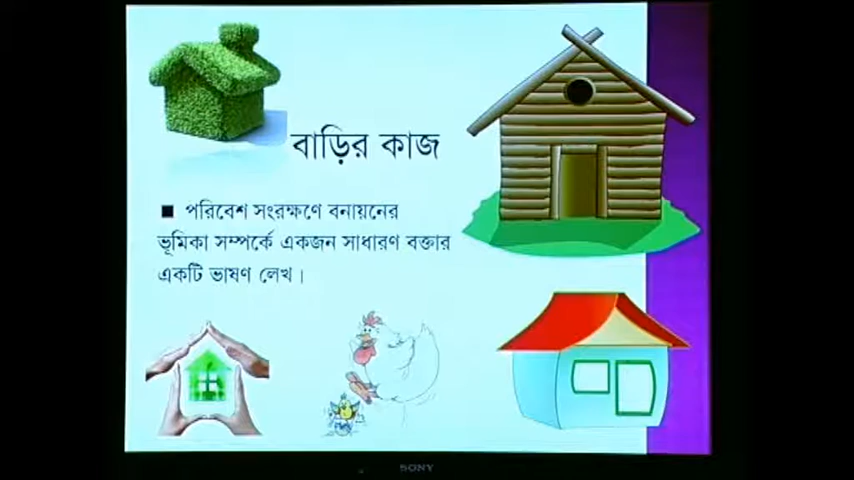 বাড়ির কাজ
■ পরিবেশ সংরক্ষণে বনায়নের
ভূমিকা সম্পর্কে একজন সাধারণ বক্তার
একটি ভাষণ লেখ।
SONY